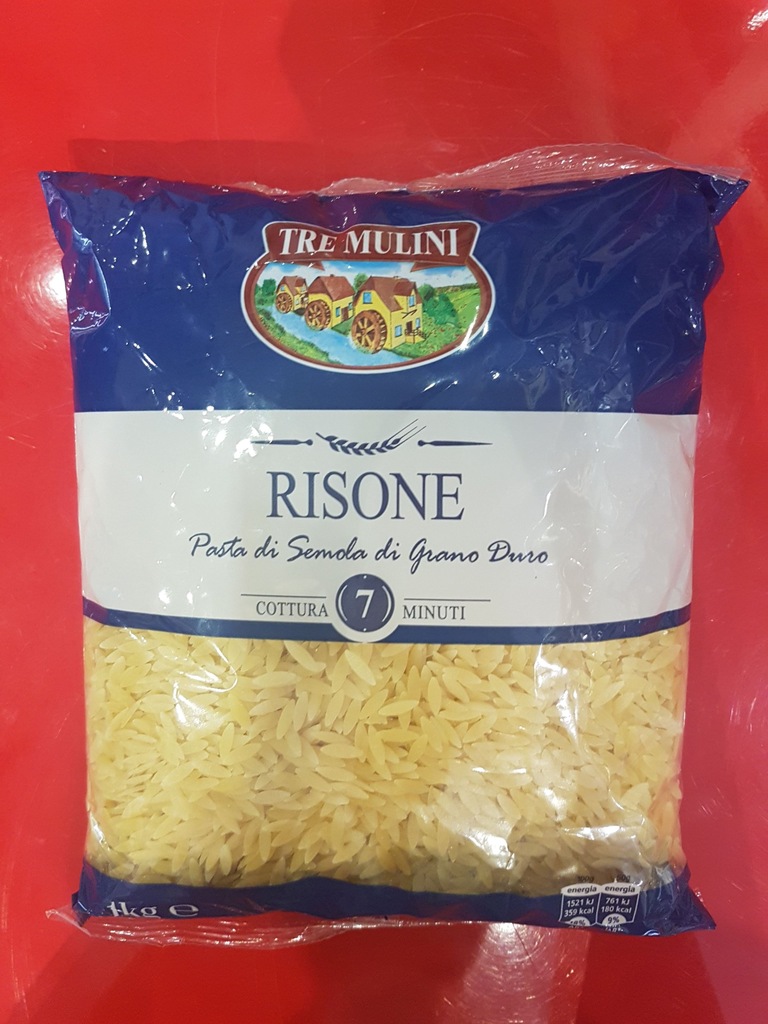 TRE MULINI
RISONE
Pasta di Semola di Grano Duro
COTTURA 7 MINUTI
1kg e
energia energia
1521 kJ 761 kJ
359 kcal 180 kcal
9%